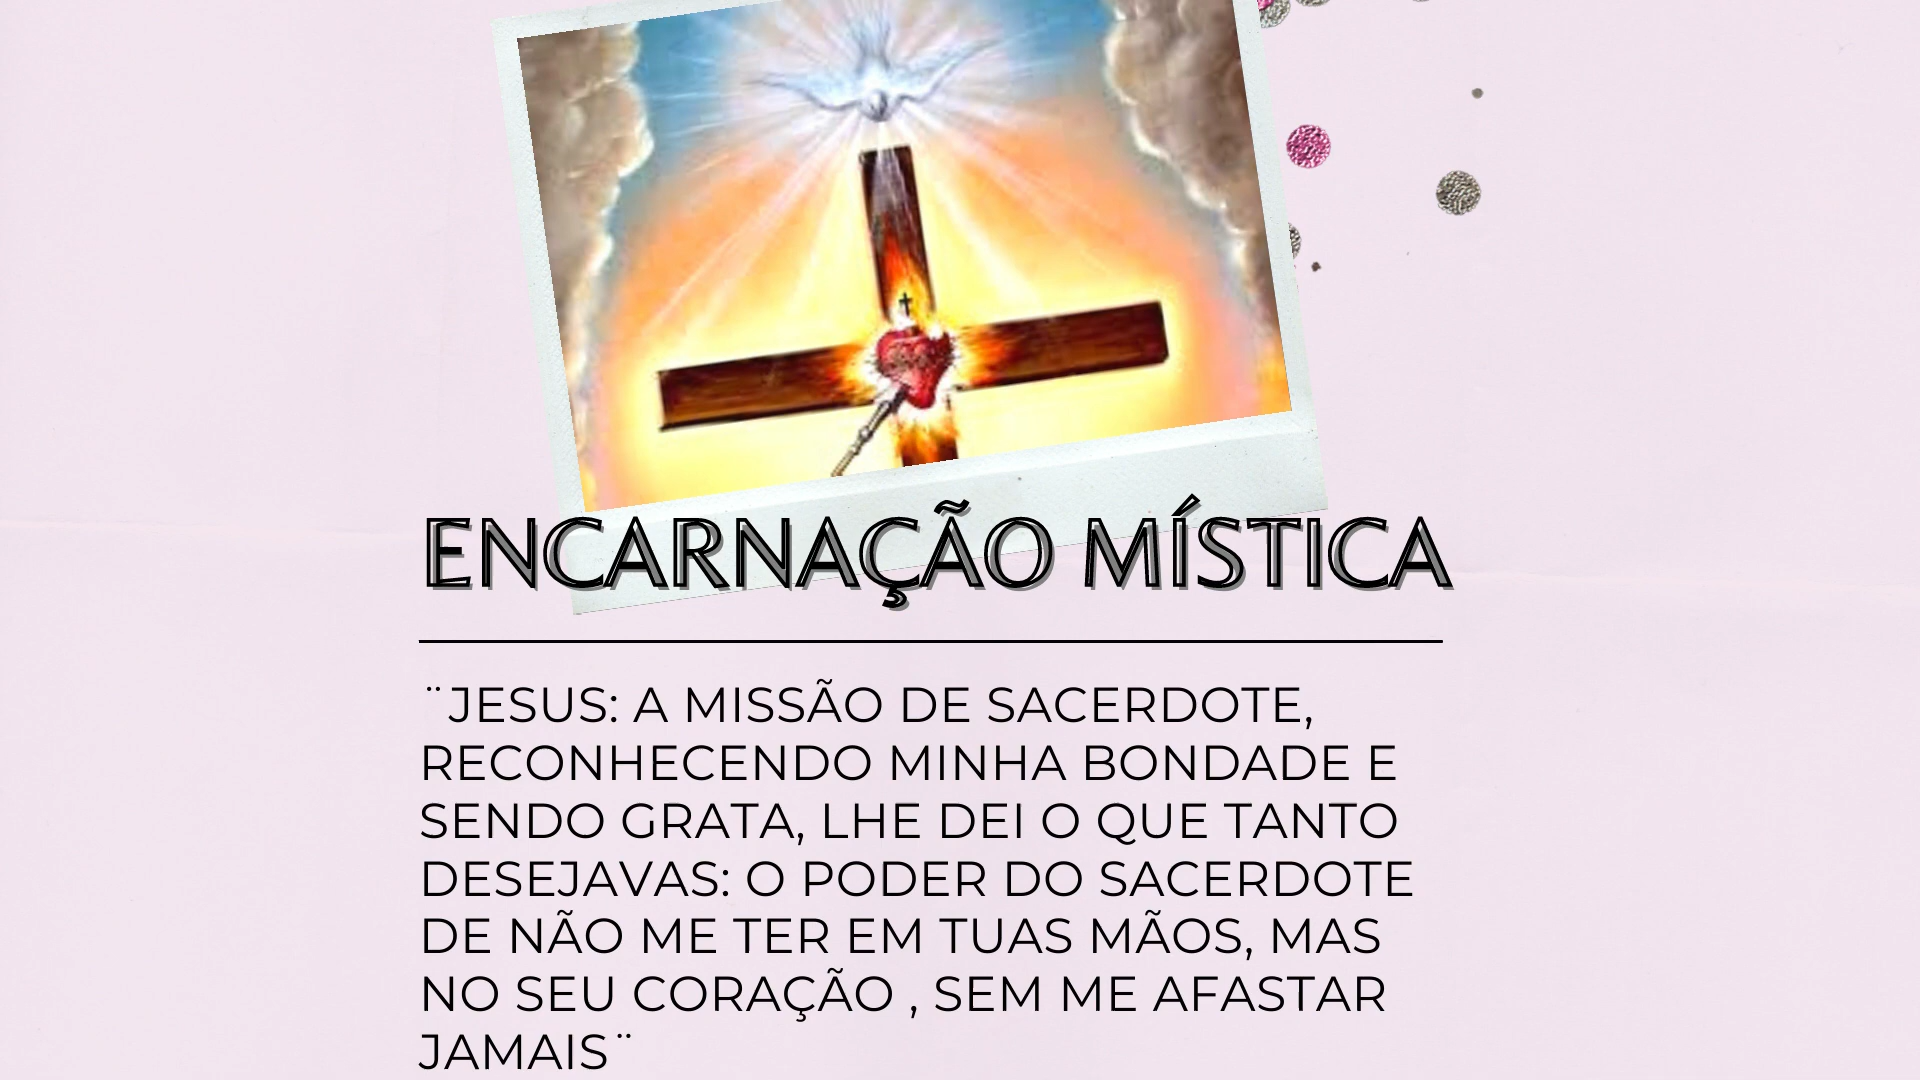 ENCARNAÇÃO MÍSTICA
¨JESUS: A MISSÃO DE SACERDOTE,
RECONHECENDO MINHA BONDADE E
SENDO GRATA, LHE DEI O QUE TANTO
DESEJAVAS: O PODER DO SACERDOTE
DE NÃO ME TER EM TUAS MÃOS, MAS
NO SEU CORAÇÃO , SEM ME AFASTAR
JAMAIS¨